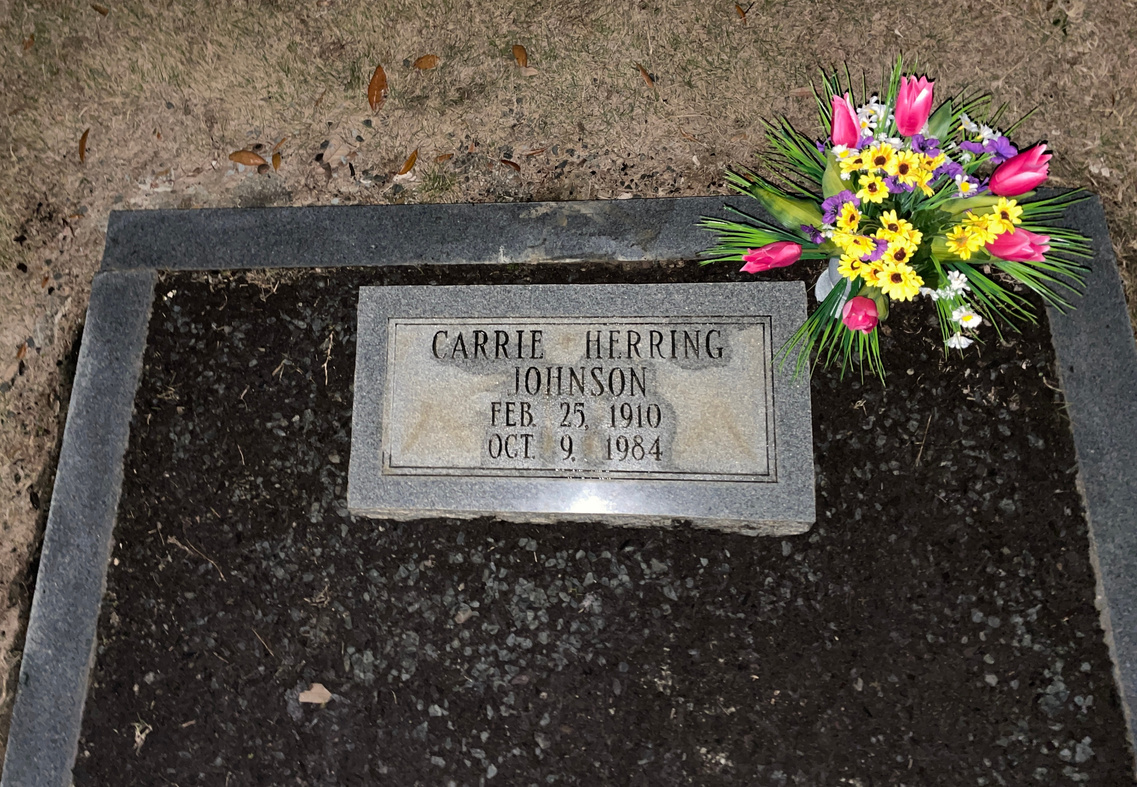 CARRIE HERRING
JOHNSON
FEB. 25, 1910
OCT. 9, 1984